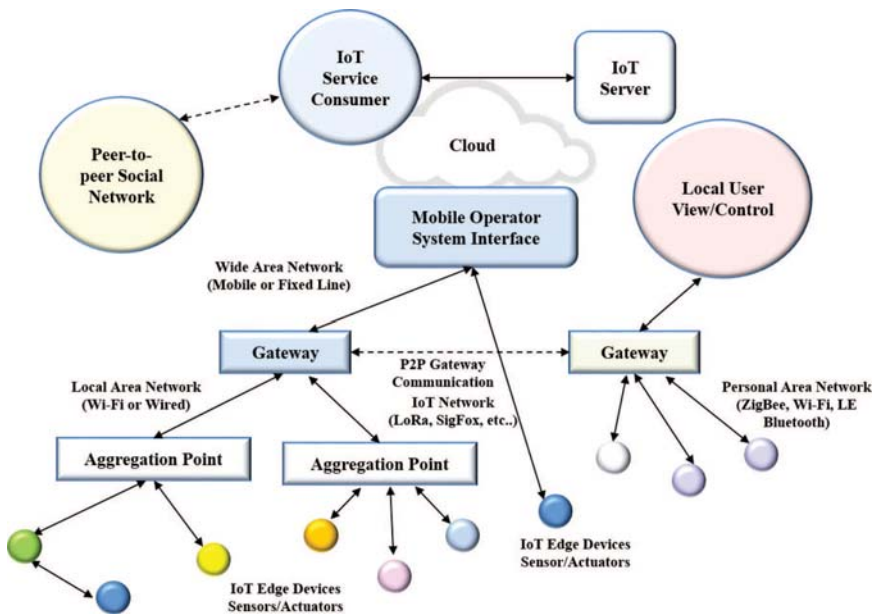 IoT
Service
Consumer
IoT
Server
Peer-to-
peer Social
Network
Cloud
Local User
View/Control
Mobile Operator
System Interface
Wide Area Network
(Mobile or Fixed Line)
Gateway
Gateway
P2P Gateway
Communication
Local Area Network
(Wi-Fi or Wired)
IoT Network
(LoRa, SigFox, etc..)
Personal Area Network
(ZigBee, Wi-Fi, LE
Bluetooth)
Aggregation Point
Aggregation Point
IoT Edge Devices
Sensor/Actuators
IoT Edge Devices
Sensors/Actuators